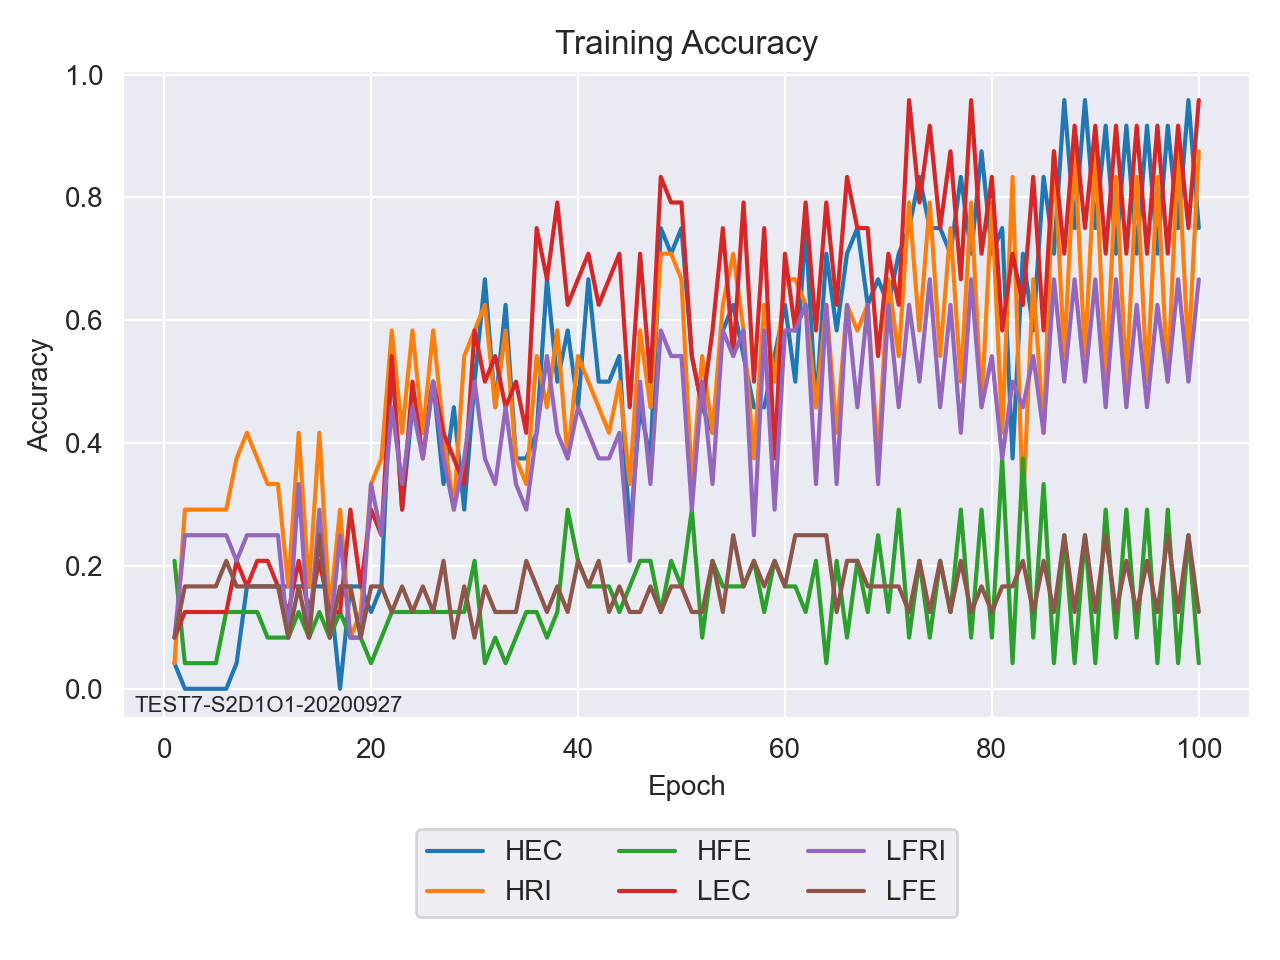 Training Accuracy
1.0
0.8
0.6
0.4
0.2
0.0
Accuracy
TEST7-S2D1O1-20200927
0 20 40 60 80 100
Epoch
HEC HFE LFRI
HRI LEC LFE